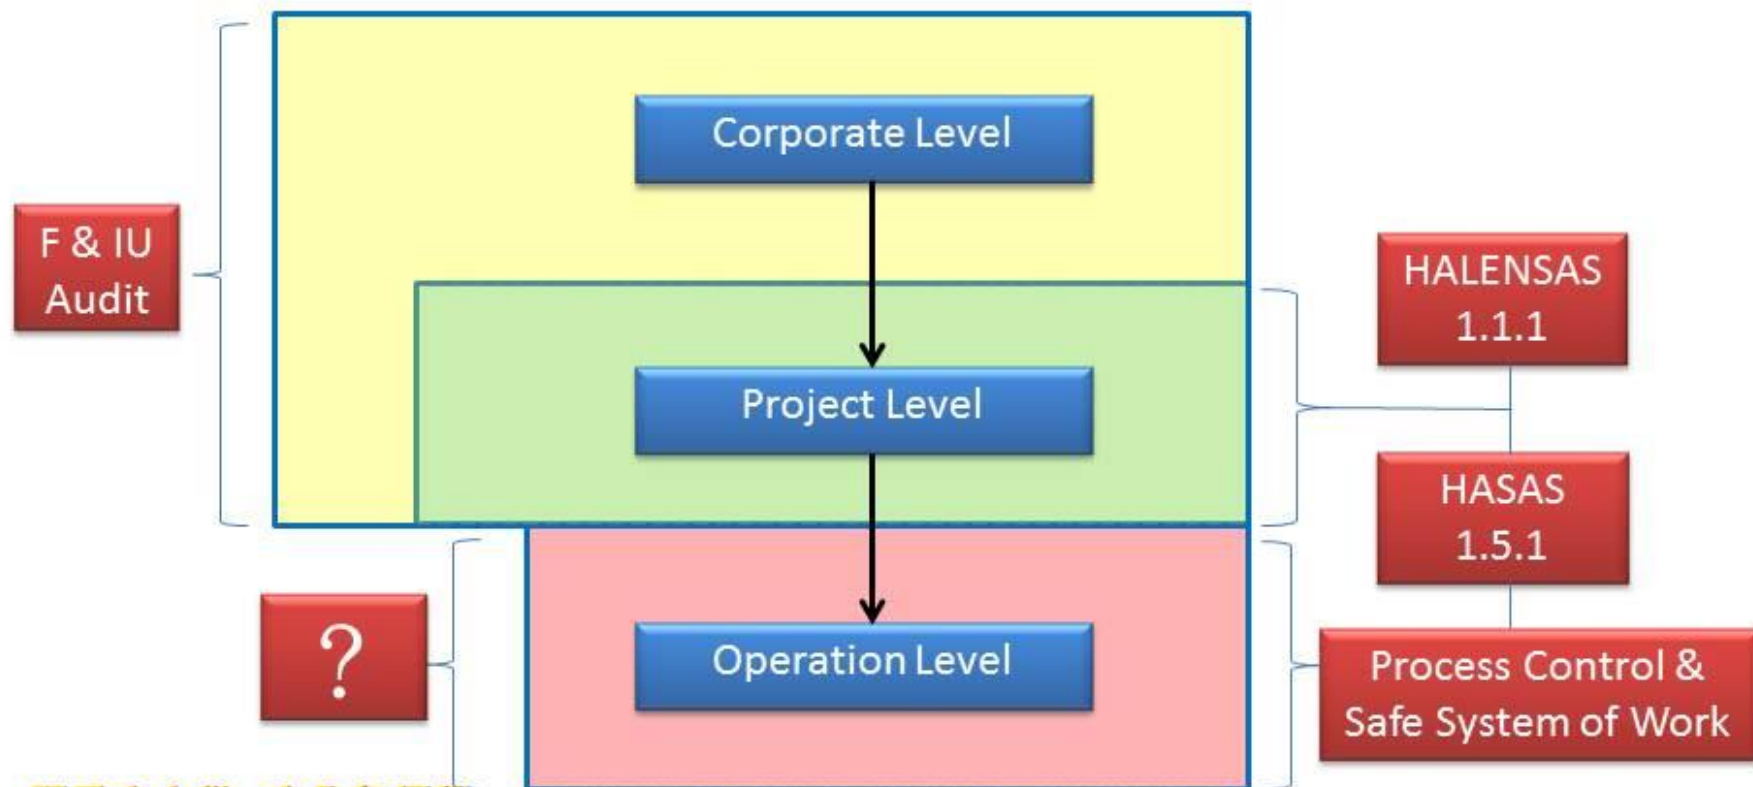 Corporate Level
F & IU
Audit
HALENSAS
1.1.1
Project Level
HASAS
1.5.1
?
Operation Level
Process Control &
Safe System of Work